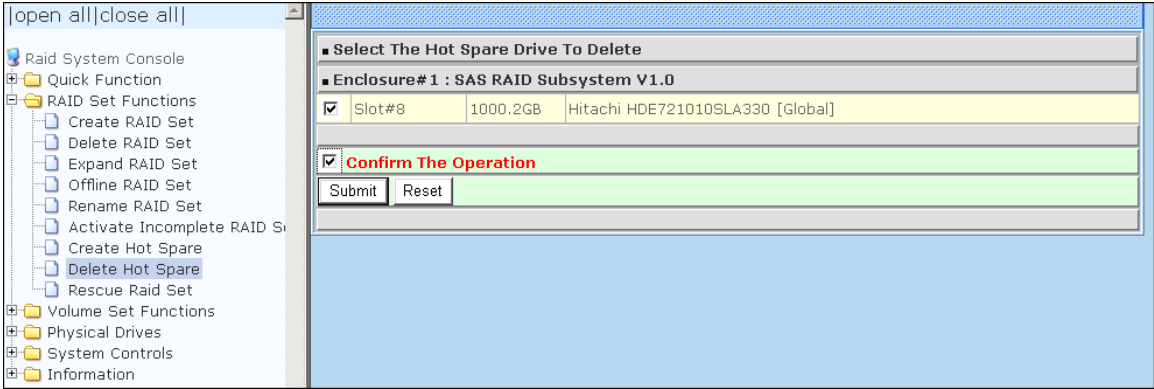 |open all|close all|
Raid System Console
Quick Function
RAID Set Functions
Create RAID Set
Delete RAID Set
Expand RAID Set
Offline RAID Set
Rename RAID Set
Activate Incomplete RAID
Create Hot Spare
Delete Hot Spare
Rescue Raid Set
Volume Set Functions
Physical Drives
System Controls
Information
Select The Hot Spare Drive To Delete
Enclosure#1 : SAS RAID Subsystem V1.0
Slot#8 1000.2GB Hitachi HDE721010SLA330 [Global]
Confirm The Operation
Submit Reset